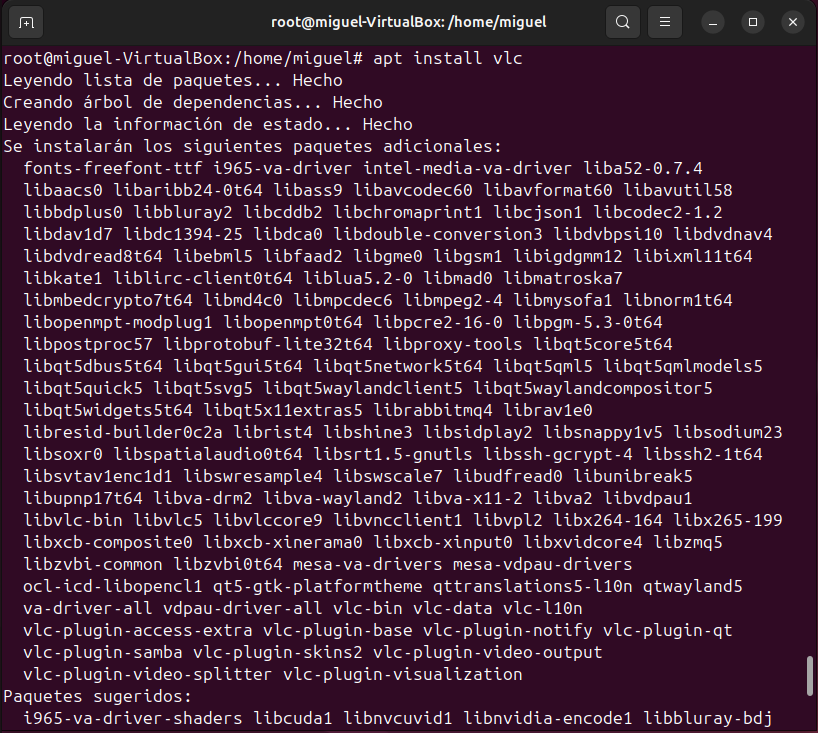 root@miguel-VirtualBox: /home/miguel
root@miguel-VirtualBox:/home/miguel# apt install vlc
Leyendo lista de paquetes... Hecho
Creando árbol de dependencias... Hecho
Leyendo la información de estado... Hecho
Se instalarán los siguientes paquetes adicionales:
  fonts-freefont-ttf i965-va-driver intel-media-va-driver liba52-0.7.4
  libaacs0 libaribb24-0t64 libass9 libavcodec60 libavformat60 libavutil58
  libbdplus0 libbluray2 libcddb2 libchromaprint1 libcjson1 libcodec2-1.2
  libdav1d7 libdc1394-25 libdca0 libdouble-conversion3 libdvbpsi10 libdvdnav4
  libdvdread8t64 libebml5 libfaad2 libgme0 libgsm1 libigdgmm12 libixml11t64
  libkate1 liblirc-client0t64 liblua5.2-0 libmad0 libmatroska7
  libmbedcrypto7t64 libmd4c0 libmpcdec6 libmpeg2-4 libmysofa1 libnorm1t64
  libopenmpt-modplug1 libopenmpt0t64 libpcre2-16-0 libpgm-5.3-0t64
  libpostproc57 libprotobuf-lite32t64 libproxy-tools libqt5core5t64
  libqt5dbus5t64 libqt5gui5t64 libqt5network5t64 libqt5qml5 libqt5qmlmodels5
  libqt5quick5 libqt5svg5 libqt5waylandclient5 libqt5waylandcompositor5
  libqt5widgets5t64 libqt5x11extras5 librabbitmq4 librav1e0
  libresid-builder0c2a librist4 libshine3 libsidplay2 libsnappy1v5 libsodium23
  libsoxr0 libspatialaudio0t64 libsrt1.5-gnutls libssh-gcrypt-4 libssh2-1t64
  libsvtav1enc1d1 libswresample4 libswscale7 libudfread0 libunibreak5
  libupnp17t64 libva-drm2 libva-wayland2 libva-x11-2 libva2 libvdpau1
  libvlc-bin libvlc5 libvlccore9 libvncclient1 libvpl2 libx264-164 libx265-199
  libxcb-composite0 libxcb-xinerama0 libxcb-xinput0 libxvidcore4 libzmq5
  libzvbi-common libzvbi0t64 mesa-va-drivers mesa-vdpau-drivers
  ocl-icd-libopencl1 qt5-gtk-platformtheme qttranslations5-l10n qtwayland5
  va-driver-all vdpau-driver-all vlc-bin vlc-data vlc-l10n
  vlc-plugin-access-extra vlc-plugin-base vlc-plugin-notify vlc-plugin-qt
  vlc-plugin-samba vlc-plugin-skins2 vlc-plugin-video-output
  vlc-plugin-video-splitter vlc-plugin-visualization
Paquetes sugeridos:
  i965-va-driver-shaders libcuda1 libnvcuvid1 libnvidia-encode1 libbluray-bdj